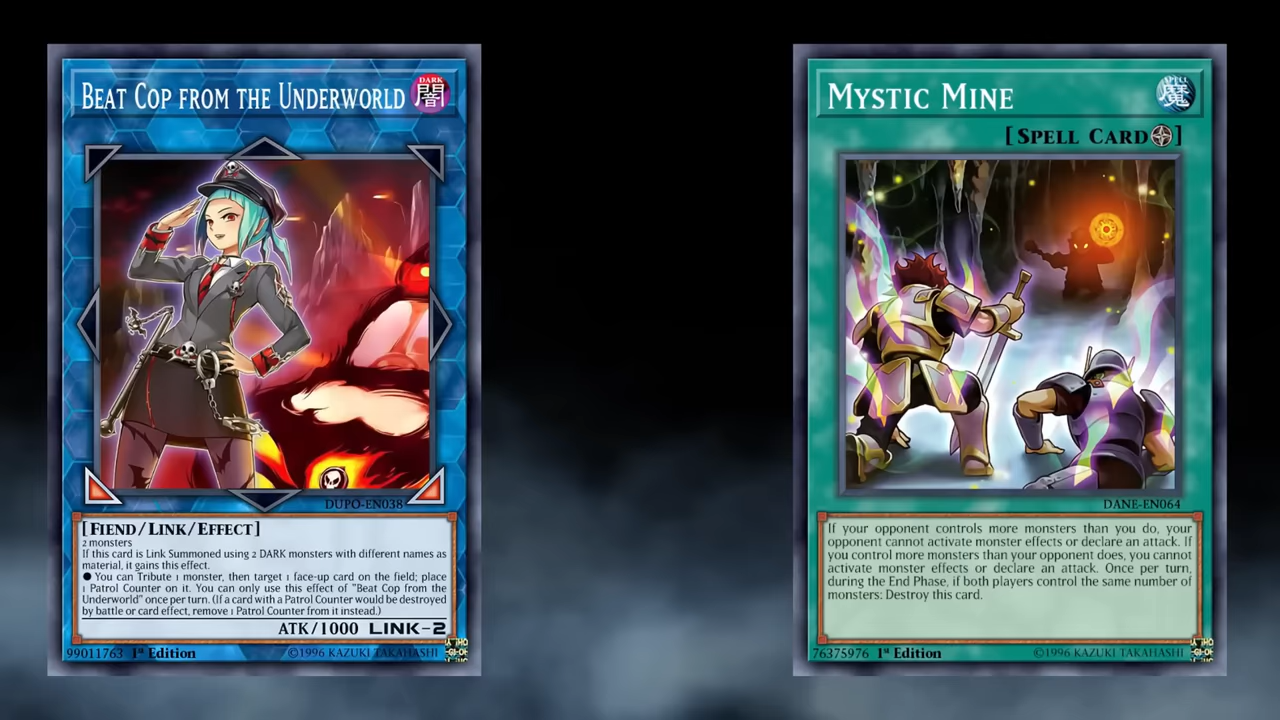 BEAT COP FROM THE UNDERWORLD
DARK
闇
DUPO-EN038
[FIEND/LINK/EFFECT]
2 monsters
If this card is Link Summoned using 2 DARK monsters with different names as
material, it gains this effect.
● You can Tribute 1 monster, then target 1 face-up card on the field; place
1 Patrol Counter on it. You can only use this effect of "Beat Cop from the
Underworld" once per turn. (If a card with a Patrol Counter would be destroyed
by battle or card effect, remove 1 Patrol Counter from it instead.)
ATK/1000 LINK-2
99011763 1st Edition ©1996 KAZUKI TAKAHASHI
MYSTIC MINE
魔
[SPELL CARD]
DANE-EN064
If your opponent controls more monsters than you do, your
opponent cannot activate monster effects or declare an attack. If
you control more monsters than your opponent does, you cannot
activate monster effects or declare an attack. Once per turn,
during the End Phase, if both players control the same number of
monsters: Destroy this card.
76375976 1st Edition ©1996 KAZUKI TAKAHASHI